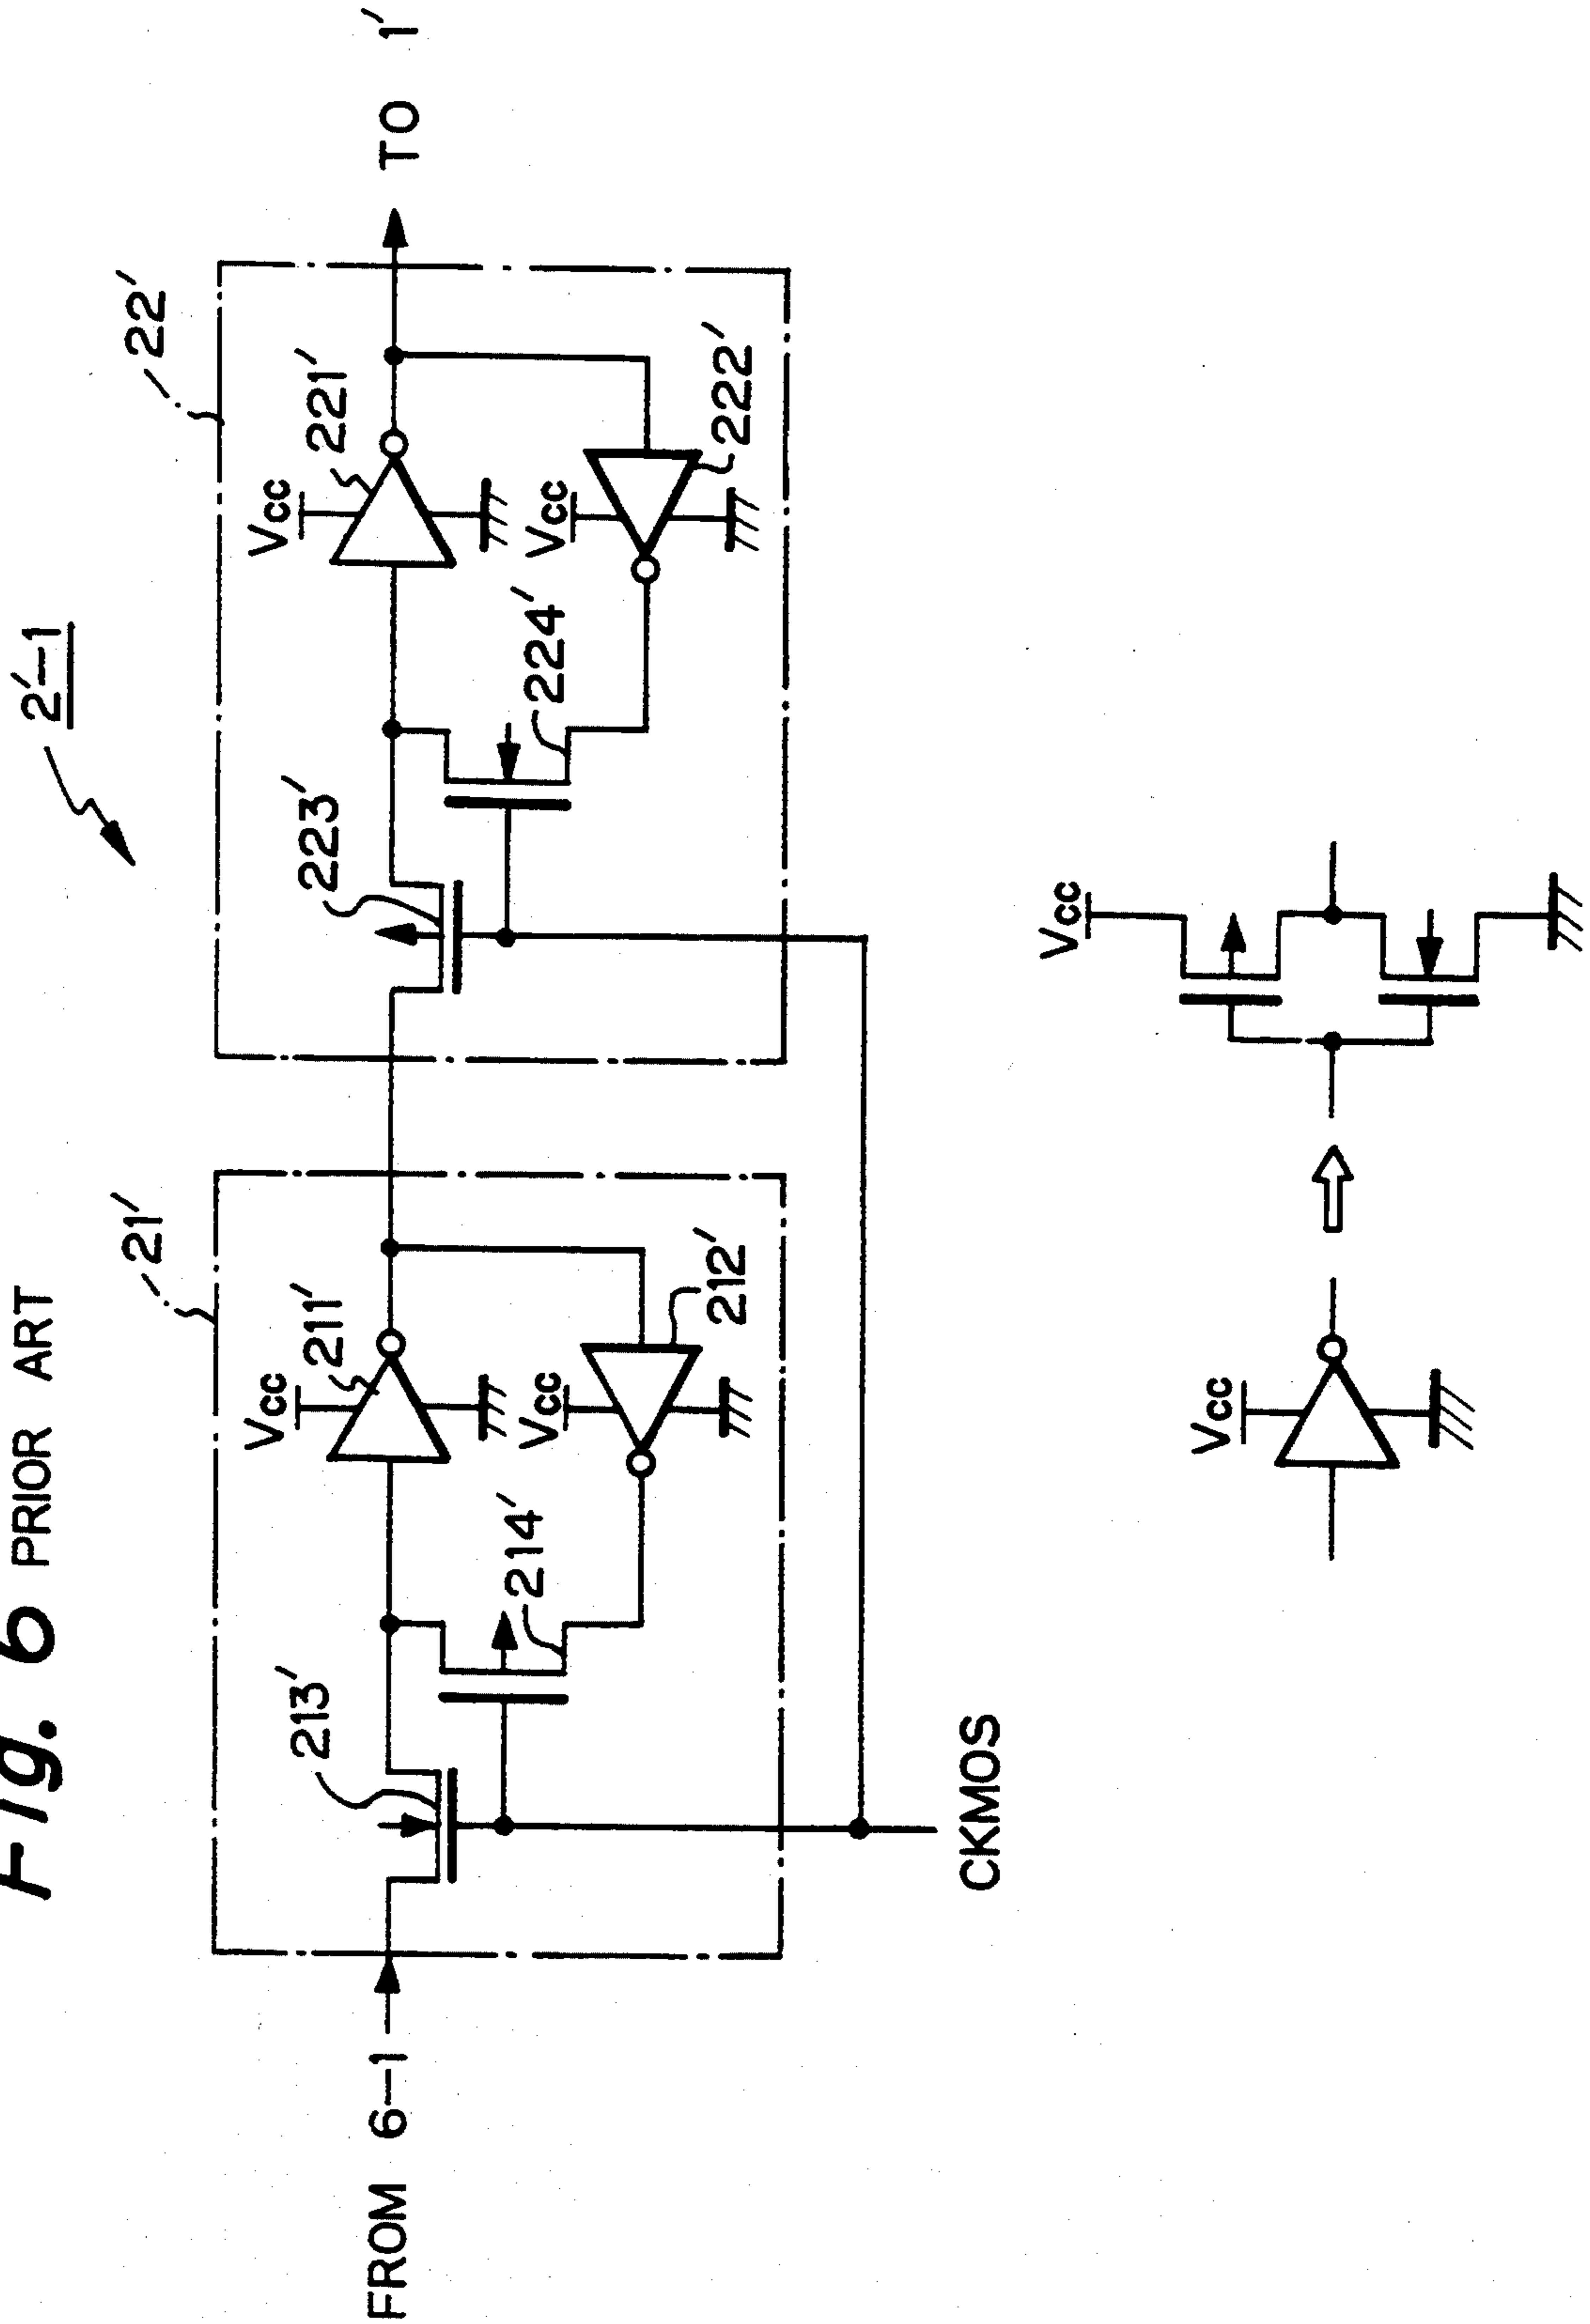 Fig. 6 PRIOR ART
2'-1
21'
22'
Vcc
211'
Vcc
221'
213'
223'
214'
224'
Vcc
212'
Vcc
222'
FROM 6-1
TO 1'
CKMOS
Vcc
Vcc